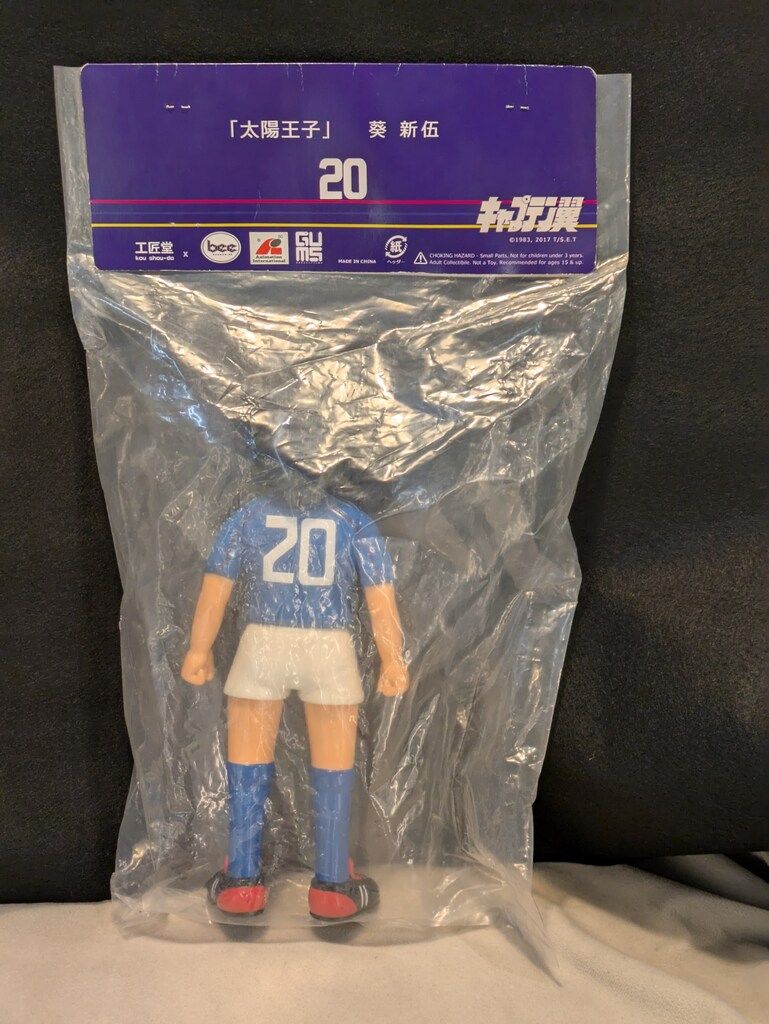 「太陽王子」 葵 新伍
20
キャプテン翼
©1983, 2017 T/S.E.T
工匠堂
kou shou-do
x
bee
Animation International
GUMS
MADE IN CHINA
紙
ヘッダー
CHOKING HAZARD - Small Parts. Not for children under 3 years.
Adult Collectible. Not a Toy. Recommended for ages 15 & up.
20